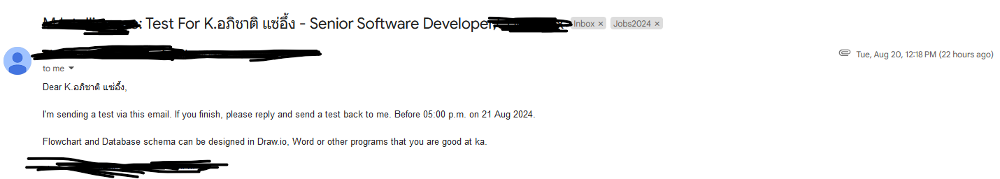 : Test For K.อภิชาติ แซ่อึ้ง - Senior Software Developer, Inbox × Jobs2024 ×
Tue, Aug 20, 12:18 PM (22 hours ago)
to me
Dear K.อภิชาติ แซ่อึ้ง,
I'm sending a test via this email. If you finish, please reply and send a test back to me. Before 05:00 p.m. on 21 Aug 2024.
Flowchart and Database schema can be designed in Draw.io, Word or other programs that you are good at ka.